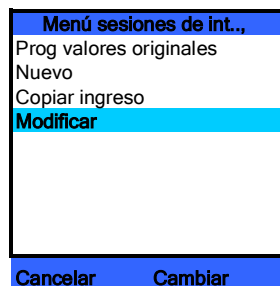 Menú sesiones de int..,
Prog valores originales
Nuevo
Copiar ingreso
Modificar
Cancelar Cambiar